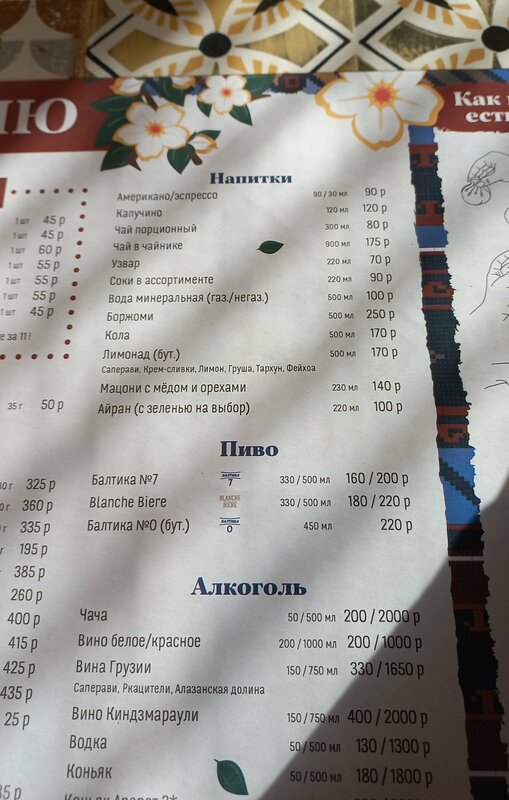 Как
есть
1 шт 45 р
1 шт 45 р
1 шт 60 р
1 шт 55 р
1 шт 55 р
1 шт 55 р
1 шт 45 р
за 11!
35 г 50 р
325 р
360 р
335 р
195 р
385 р
260 р
400 р
415 р
425 р
435 р
25 р
Напитки
Американо/эспрессо 90/30 мл 90 р
Капучино 120 мл 120 р
Чай порционный 300 мл 80 р
Чай в чайнике 900 мл 175 р
Узвар 220 мл 70 р
Соки в ассортименте 220 мл 90 р
Вода минеральная (газ./негаз.) 500 мл 100 р
Боржоми 500 мл 250 р
Кола 500 мл 170 р
Лимонад (бут.) 500 мл 170 р
Саперави, Крем-сливки, Лимон, Груша, Тархун, Фейхоа
Мацони с мёдом и орехами 230 мл 140 р
Айран (с зеленью на выбор) 220 мл 100 р
Пиво
Балтика №7 БАЛТИКА 7 330/500 мл 160/200 р
Blanche Biere BLANCHE BIERE 330/500 мл 180/220 р
Балтика №0 (бут.) БАЛТИКА 0 450 мл 220 р
Алкоголь
Чача 50/500 мл 200/2000 р
Вино белое/красное 200/1000 мл 200/1000 р
Вина Грузии 150/750 мл 330/1650 р
Саперави, Ркацители, Алазанская долина
Вино Киндзмараули 150/750 мл 400/2000 р
Водка 50/500 мл 130/1300 р
Коньяк 50/500 мл 180/1800 р